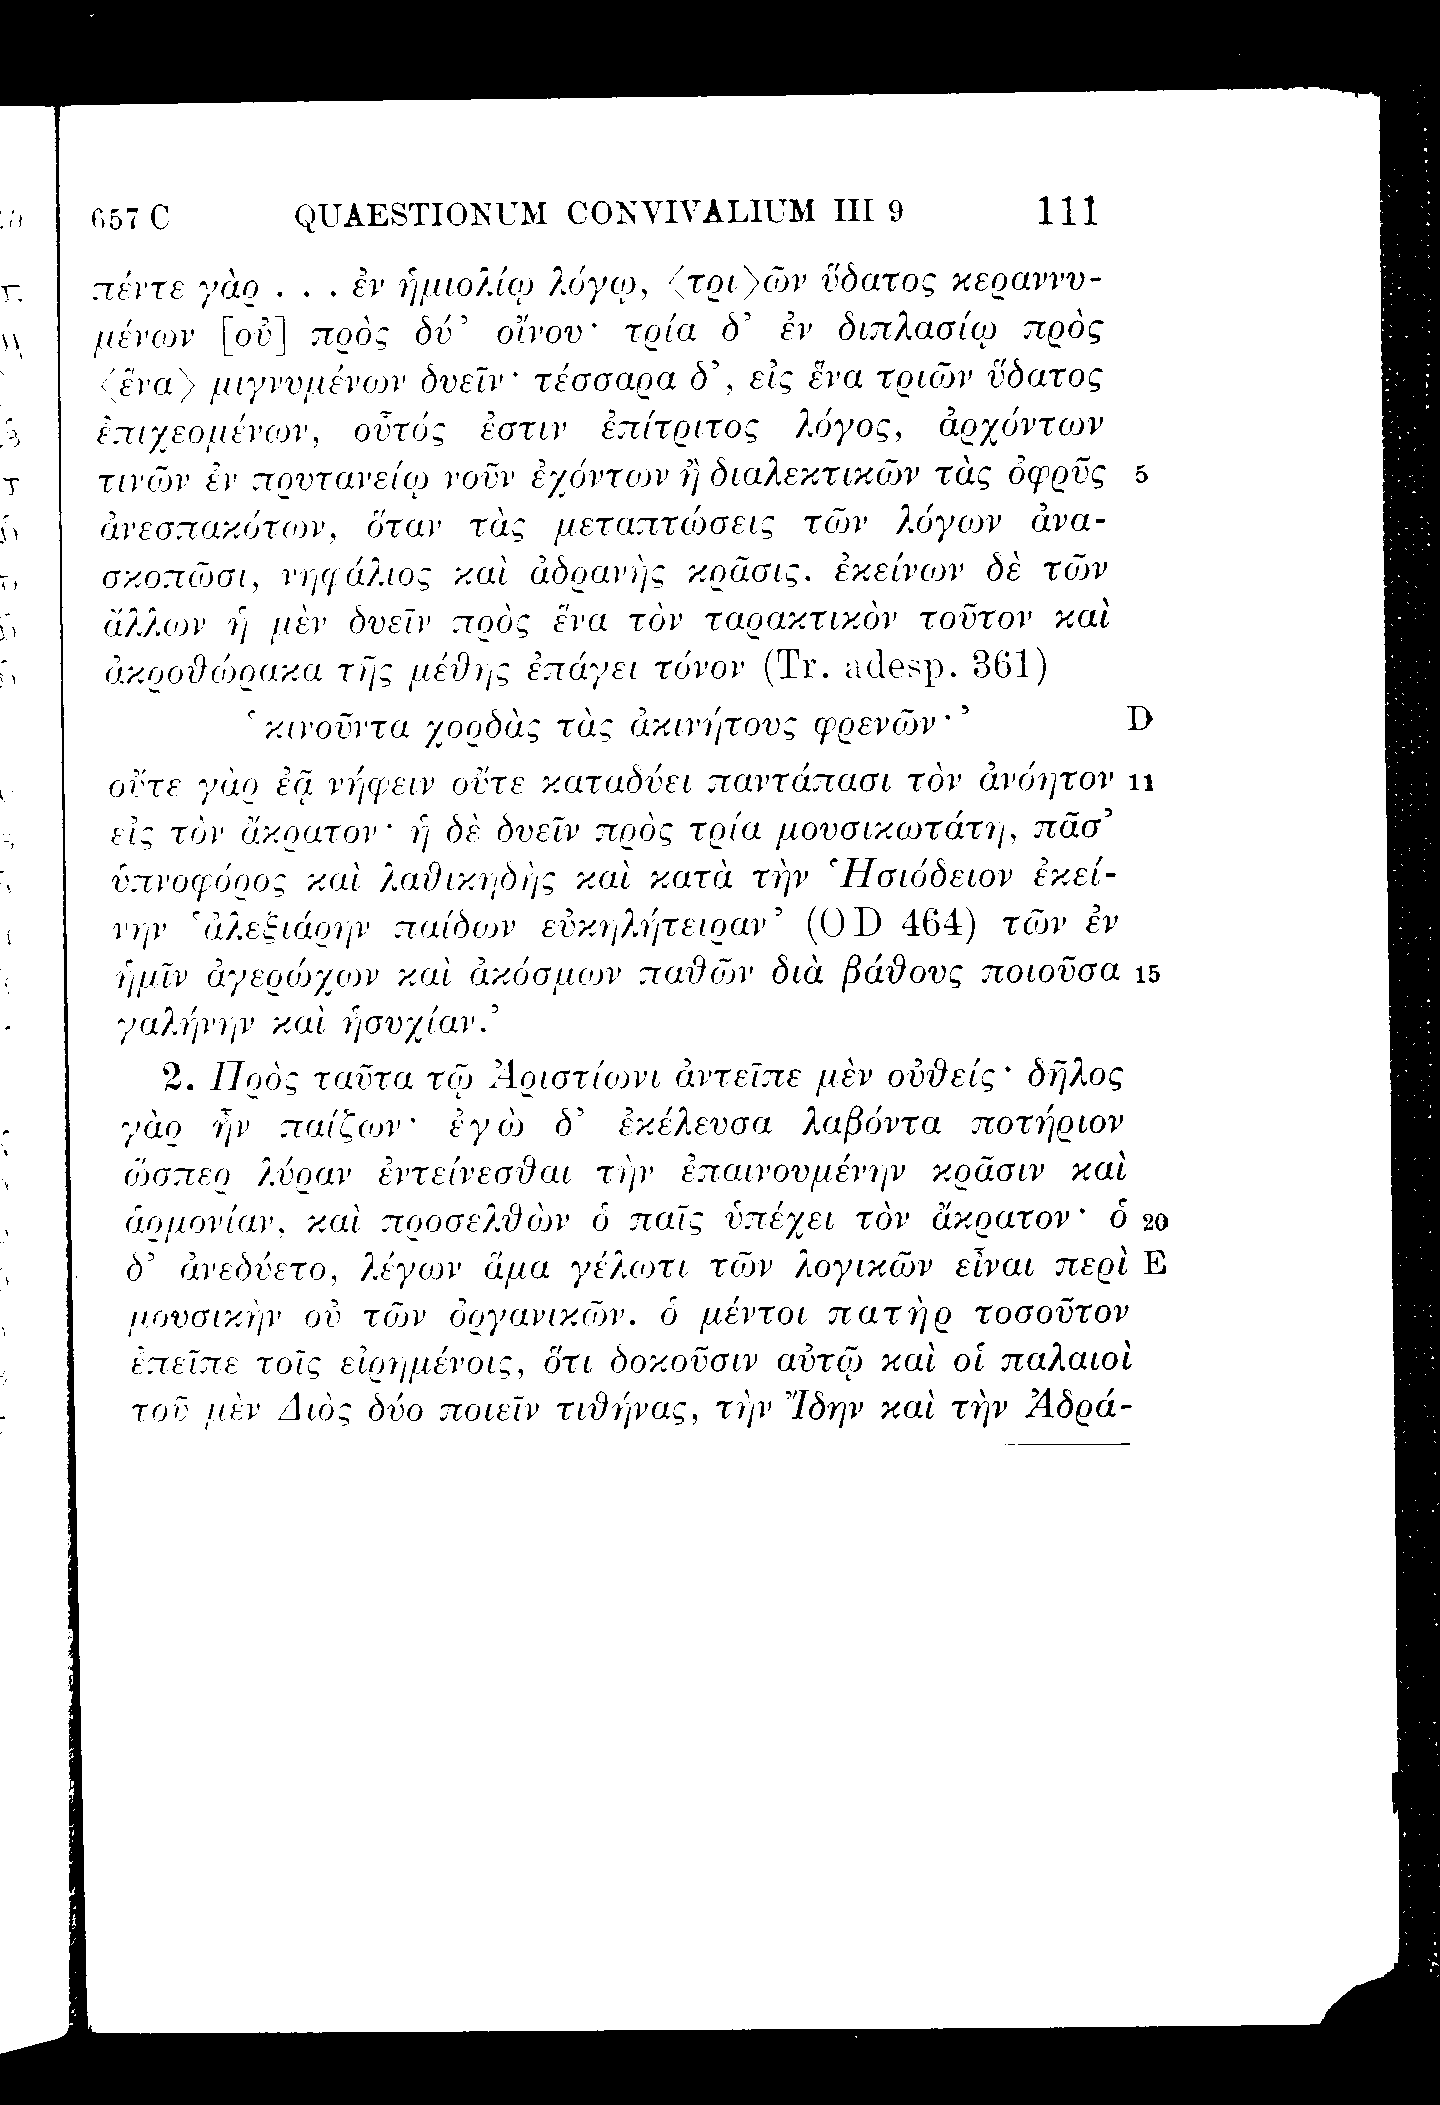 657 C QUAESTIONUM CONVIVALIUM III 9 111
πέντε γὰρ . . . ἐν ἡμιολίῳ λόγῳ, ⟨τρι⟩ῶν ὕδατος κεραννυ-
μένων [οὐ] πρὸς δύ’ οἴνου· τρία δ’ ἐν διπλασίῳ πρὸς
⟨ἕνα⟩ μιγνυμένων δυεῖν· τέσσαρα δ’, εἰς ἕνα τριῶν ὕδατος
ἐπιχεομένων, οὗτός ἐστιν ἐπίτριτος λόγος, ἀρχόντων
τινῶν ἐν πρυτανείῳ νοῦν ἐχόντων ἢ διαλεκτικῶν τὰς ὀφρῦς 5
ἀνεσπακότων, ὅταν τὰς μεταπτώσεις τῶν λόγων ἀνα-
σκοπῶσι, νηφάλιος καὶ ἀδρανὴς κρᾶσις. ἐκείνων δὲ τῶν
ἄλλων ἡ μὲν δυεῖν πρὸς ἕνα τὸν ταρακτικὸν τοῦτον καὶ
ἀκροθώρακα τῆς μέθης ἐπάγει τόνον (Tr. adesp. 361)
‘κινοῦντα χορδὰς τὰς ἀκινήτους φρενῶν·’ D
οὔτε γὰρ ἐᾷ νήφειν οὔτε καταδύει παντάπασι τὸν ἀνόητον 11
εἰς τὸν ἄκρατον· ἡ δὲ δυεῖν πρὸς τρία μουσικωτάτη, πᾶσ’
ὑπνοφόρος καὶ λαθικηδὴς καὶ κατὰ τὴν Ἡσιόδειον ἐκεί-
νην ‘ἀλεξιάρην παίδων εὐκηλήτειραν’ (OD 464) τῶν ἐν
ἡμῖν ἀγερώχων καὶ ἀκόσμων παθῶν διὰ βάθους ποιοῦσα 15
γαλήνην καὶ ἡσυχίαν.’
2. Πρὸς ταῦτα τῷ Ἀριστίωνι ἀντεῖπε μὲν οὐθείς· δῆλος
γὰρ ἦν παίζων· ἐγὼ δ’ ἐκέλευσα λαβόντα ποτήριον
ὥσπερ λύραν ἐντείνεσθαι τὴν ἐπαινουμένην κρᾶσιν καὶ
ἁρμονίαν, καὶ προσελθὼν ὁ παῖς ὑπέχει τὸν ἄκρατον· ὁ 20
δ’ ἀνεδύετο, λέγων ἅμα γέλωτι τῶν λογικῶν εἶναι περὶ E
μουσικὴν οὐ τῶν ὀργανικῶν. ὁ μέντοι πατὴρ τοσοῦτον
ἐπεῖπε τοῖς εἰρημένοις, ὅτι δοκοῦσιν αὐτῷ καὶ οἱ παλαιοὶ
τοῦ μὲν Διὸς δύο ποιεῖν τιθήνας, τὴν Ἴδην καὶ τὴν Ἀδρά-